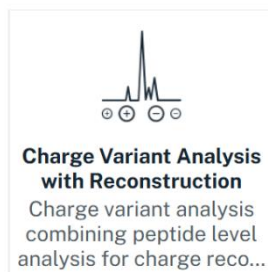 Charge Variant Analysis
with Reconstruction
Charge variant analysis
combining peptide level
analysis for charge reco...